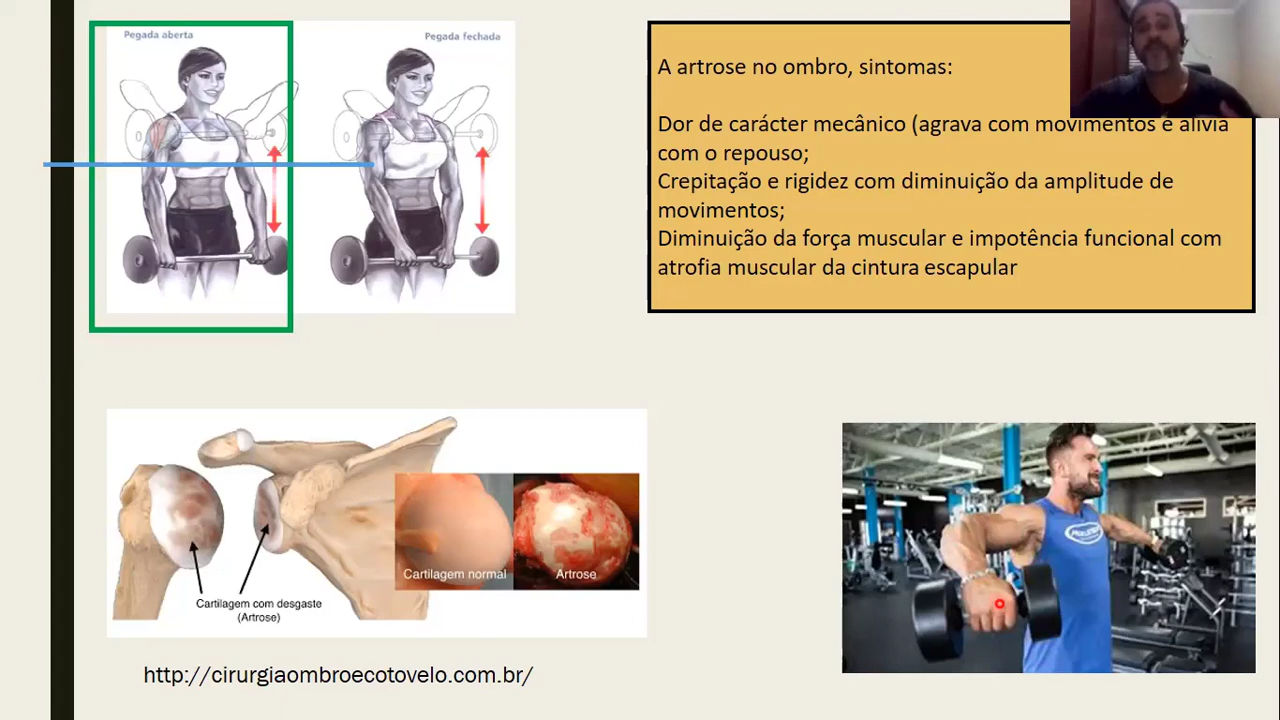 Pegada aberta
Pegada fechada
A artrose no ombro, sintomas:
Dor de carácter mecânico (agrava com movimentos e alivia
com o repouso;
Crepitação e rigidez com diminuição da amplitude de
movimentos;
Diminuição da força muscular e impotência funcional com
atrofia muscular da cintura escapular
Cartilagem normal
Artrose
Cartilagem com desgaste
(Artrose)
http://cirurgiaombroecotovelo.com.br/